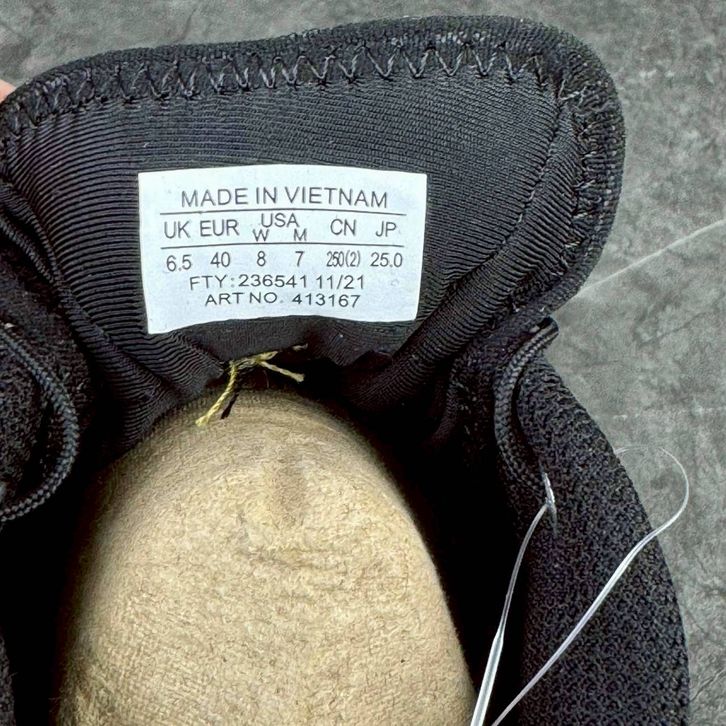 MADE IN VIETNAM
UK EUR USA W M CN JP
6.5 40 8 7 250(2) 25.0
FTY: 236541 11/21
ART NO. 413167